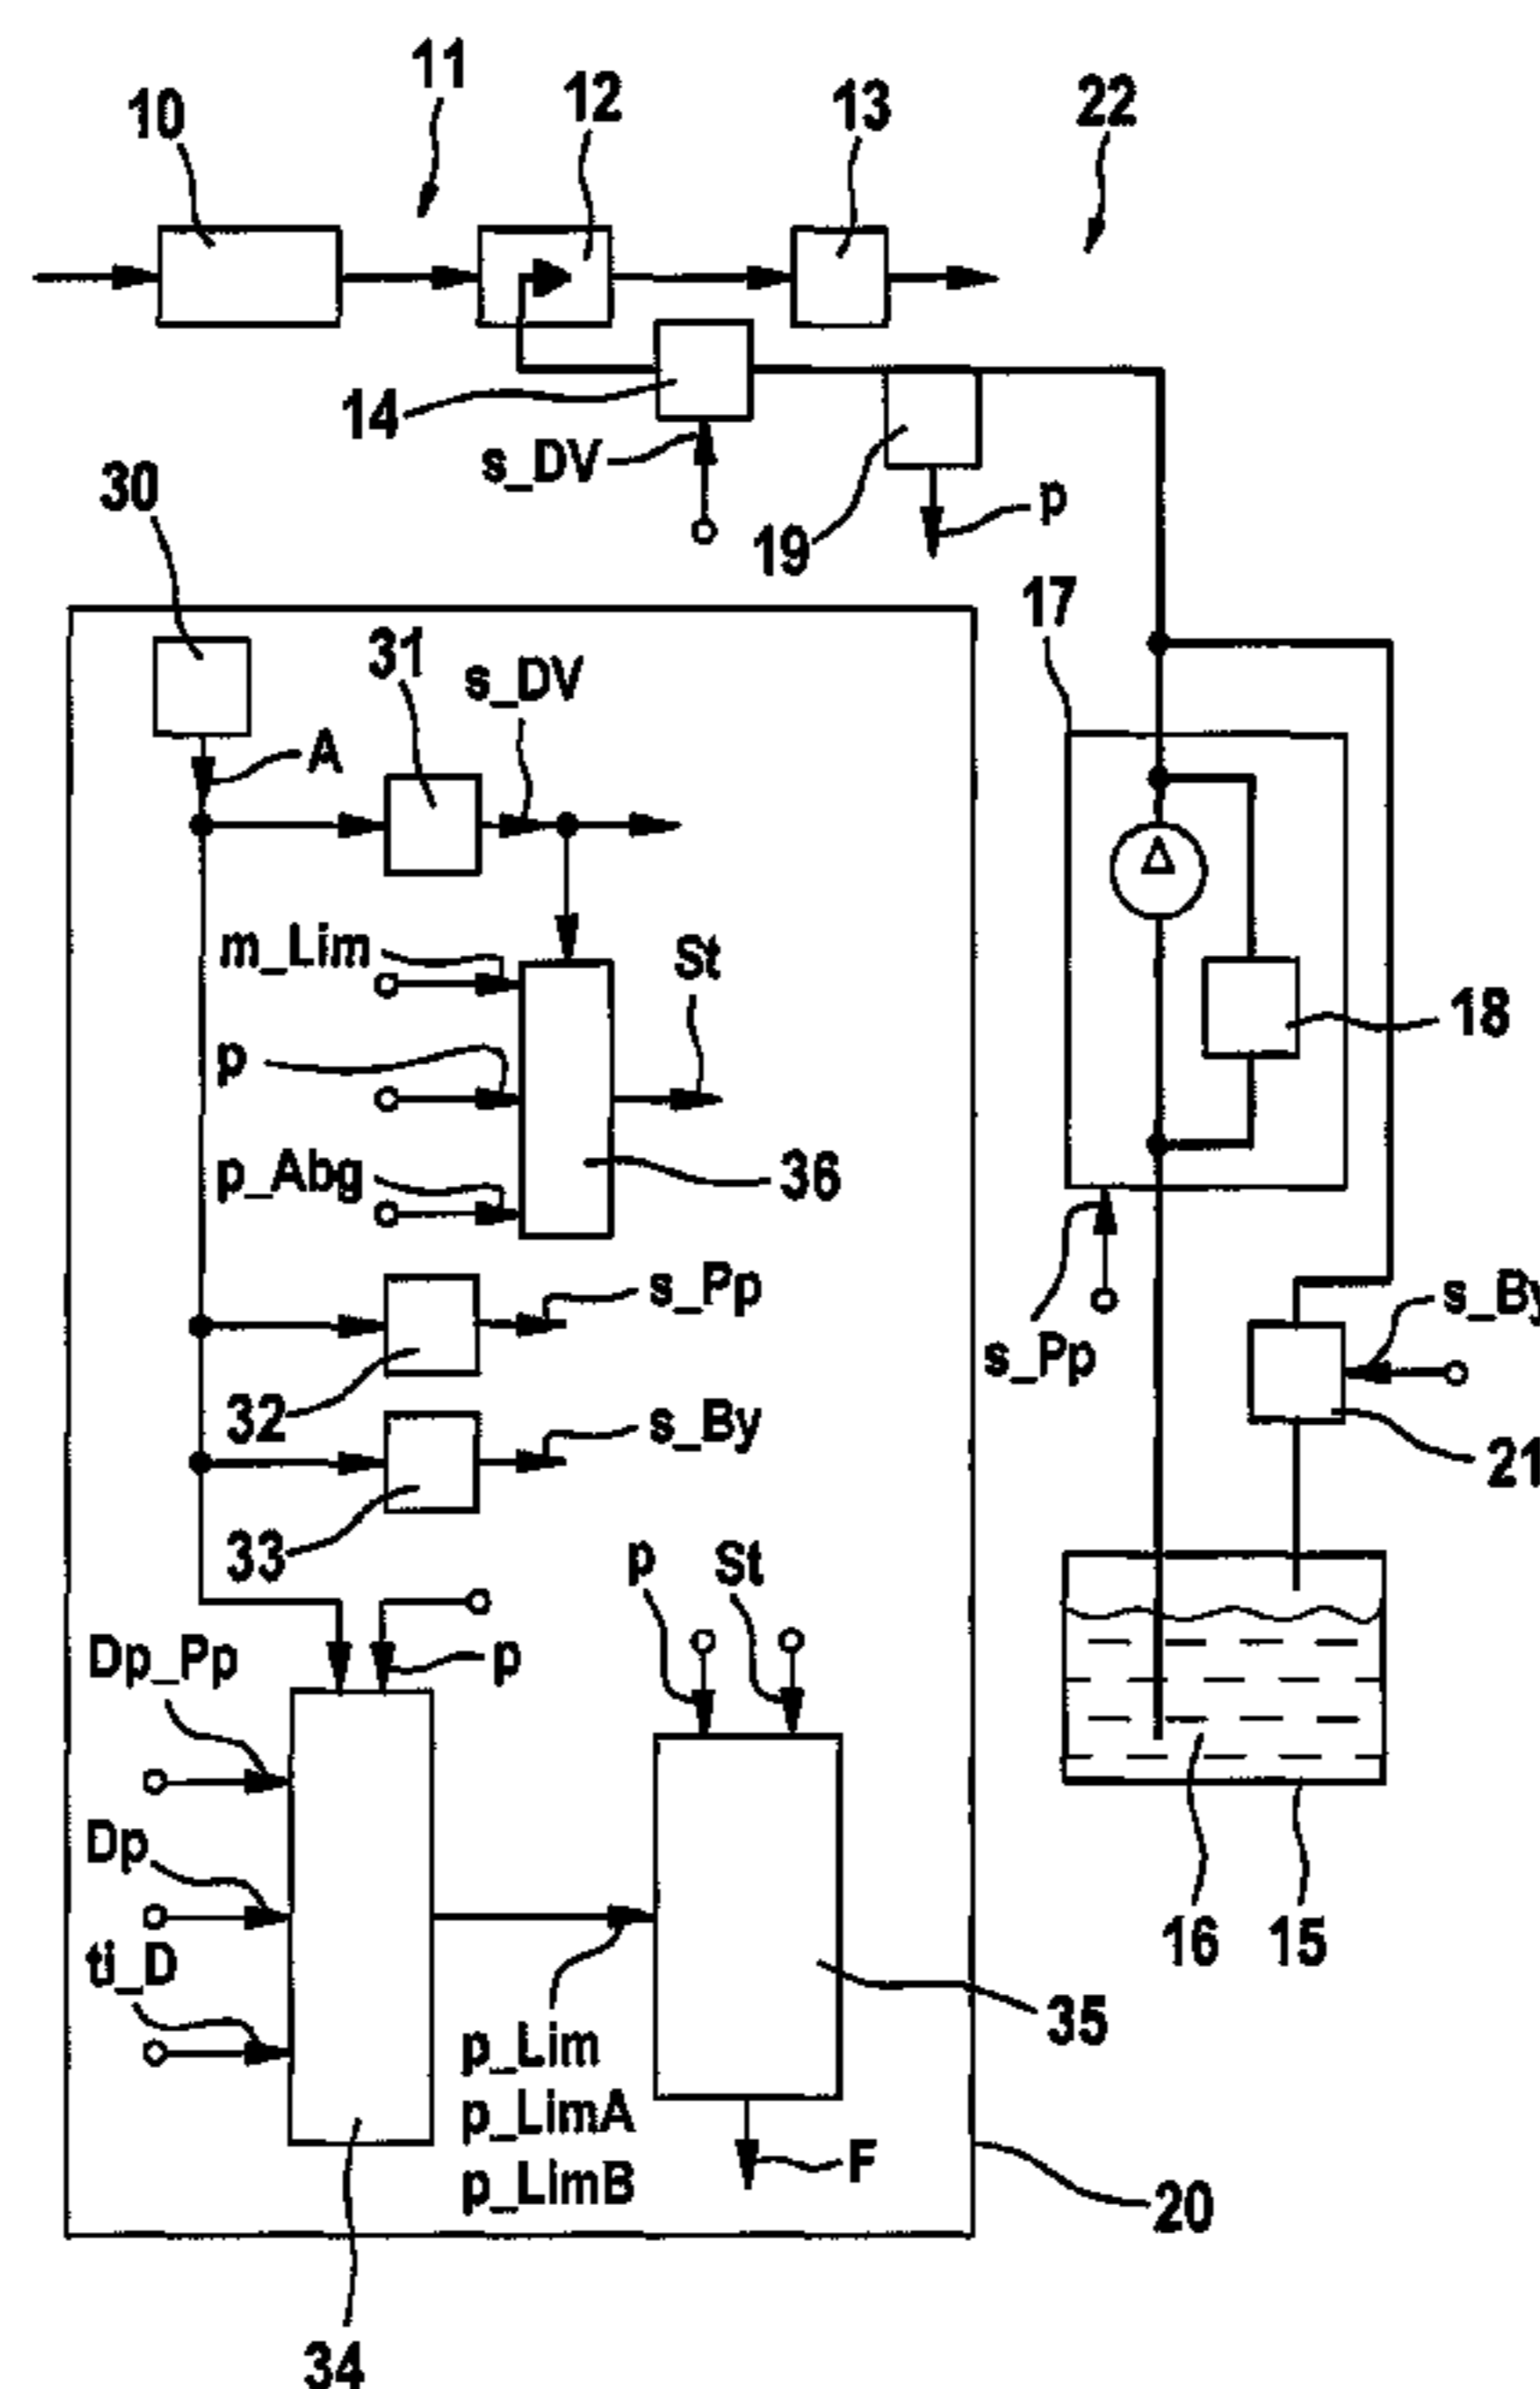 11
12
10
13
22
14
s_DV
30
19
p
17
31
s_DV
A
m_Lim
St
18
p
p_Abg
36
s_Pp
s_By
s_Pp
32
s_By
21
33
p
St
Dp_Pp
p
Dp
16
15
ti_D
35
p_Lim
p_LimA
p_LimB
F
20
34